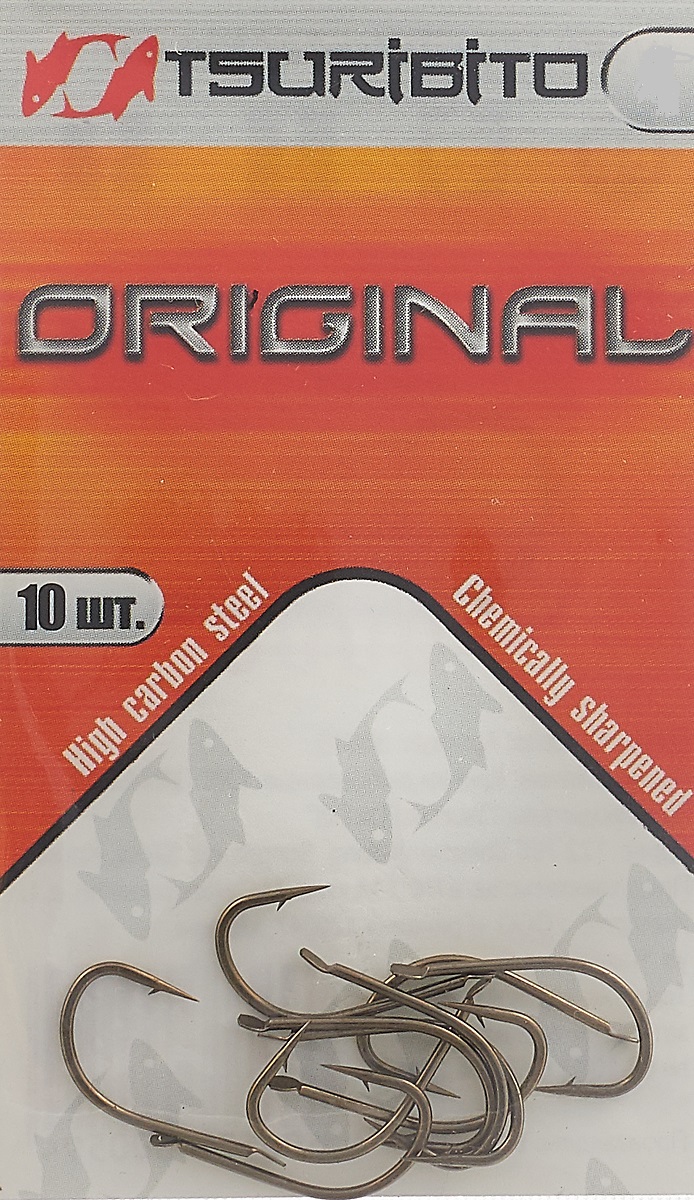 TSURIBITO
ORIGINAL
10 шт.
High carbon steel
Chemically sharpened